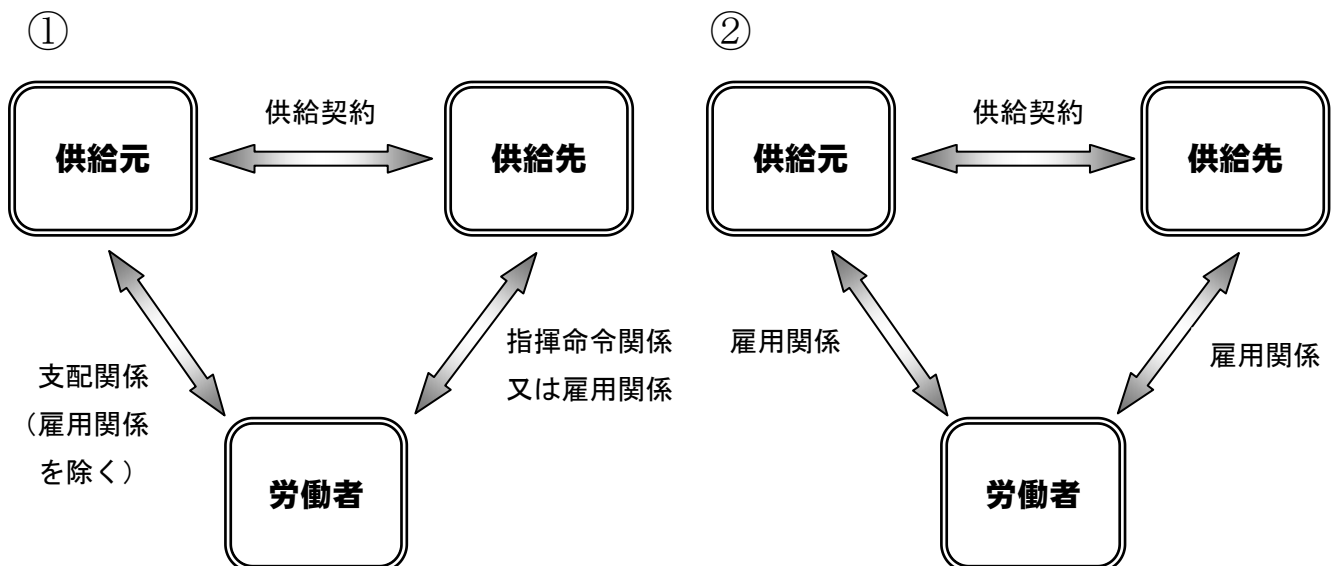 ①
供給元
供給契約
供給先
支配関係
（雇用関係
を除く）
指揮命令関係
又は雇用関係
労働者
②
供給元
供給契約
供給先
雇用関係
雇用関係
労働者